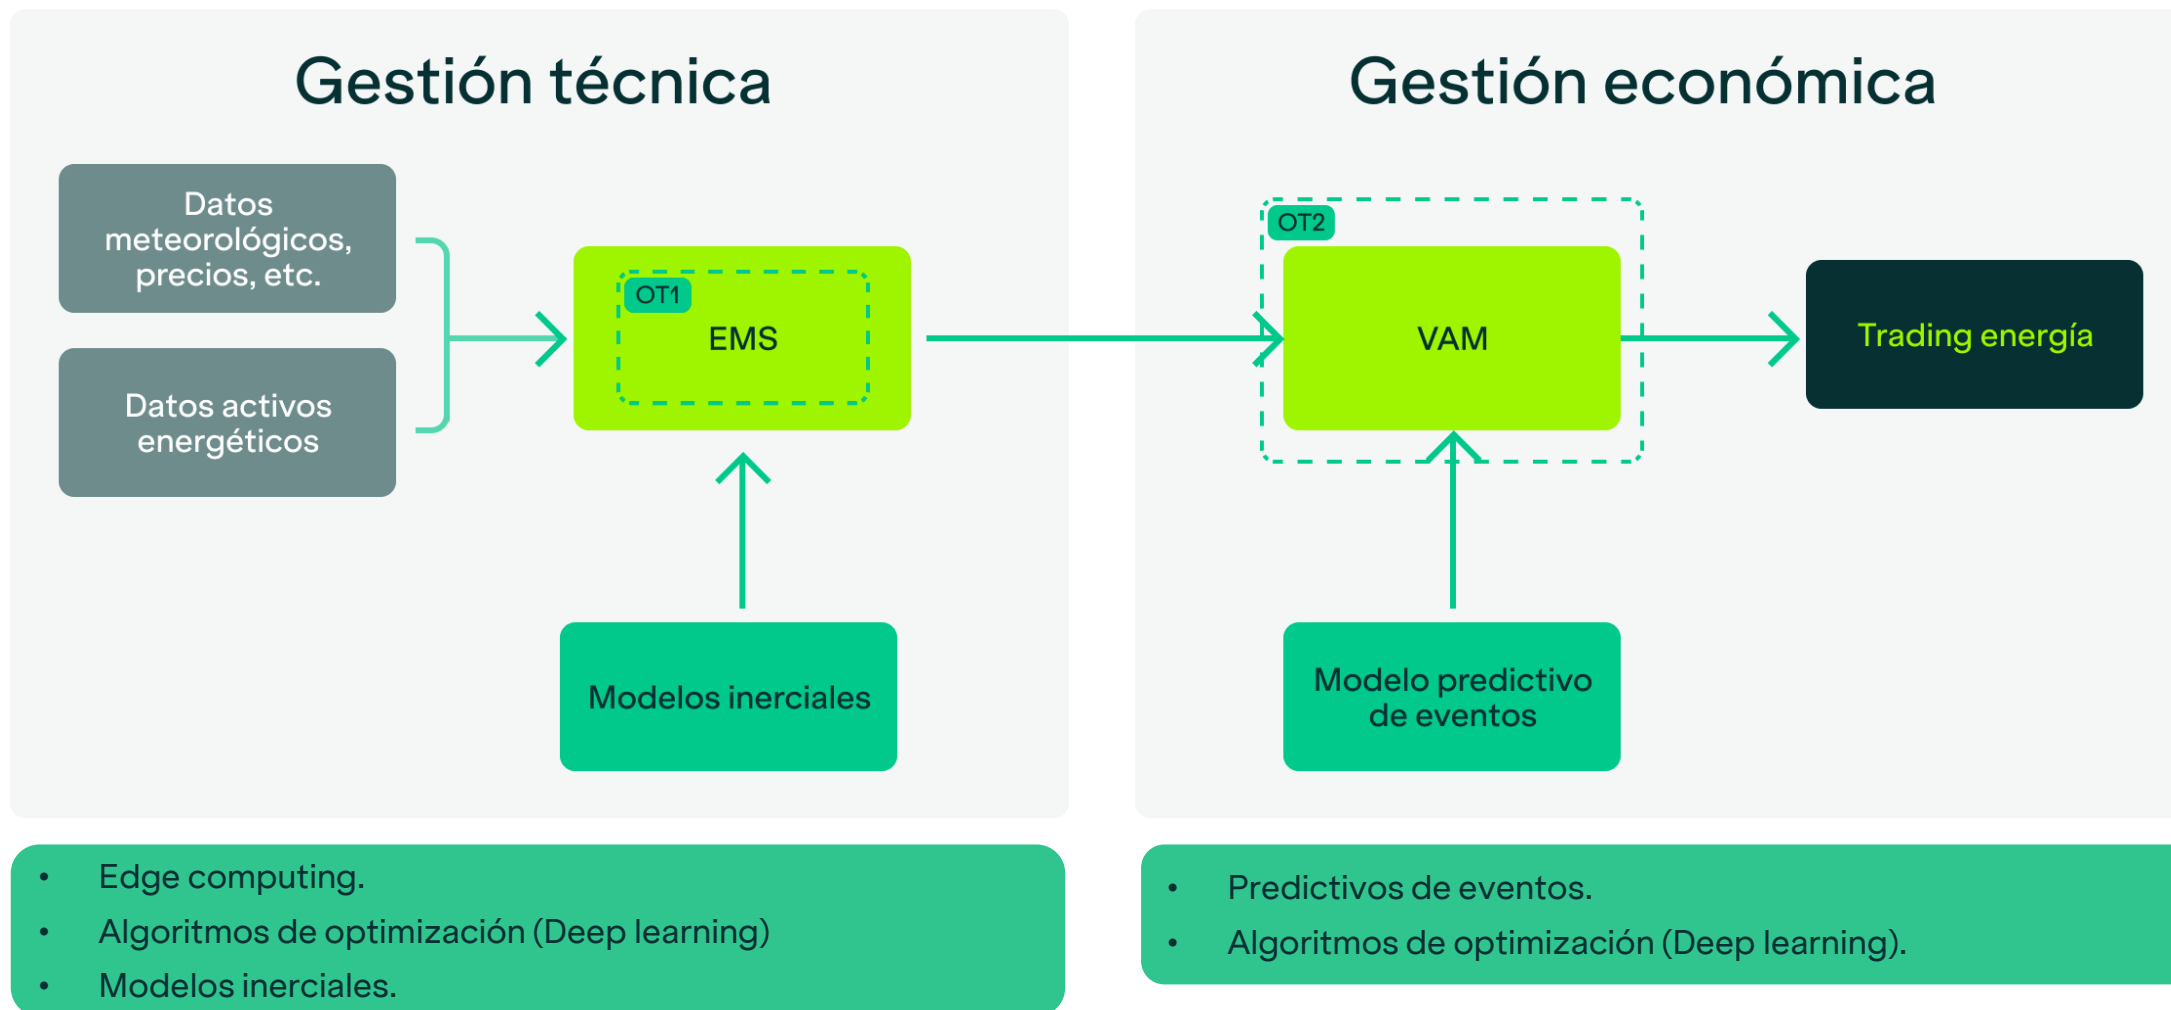 Gestión técnica
Datos
meteorológicos,
precios, etc.
Datos activos
energéticos
OT1
EMS
Modelos inerciales
Gestión económica
OT2
VAM
Trading energía
Modelo predictivo
de eventos
• Edge computing.
• Algoritmos de optimización (Deep learning)
• Modelos inerciales.
• Predictivos de eventos.
• Algoritmos de optimización (Deep learning).